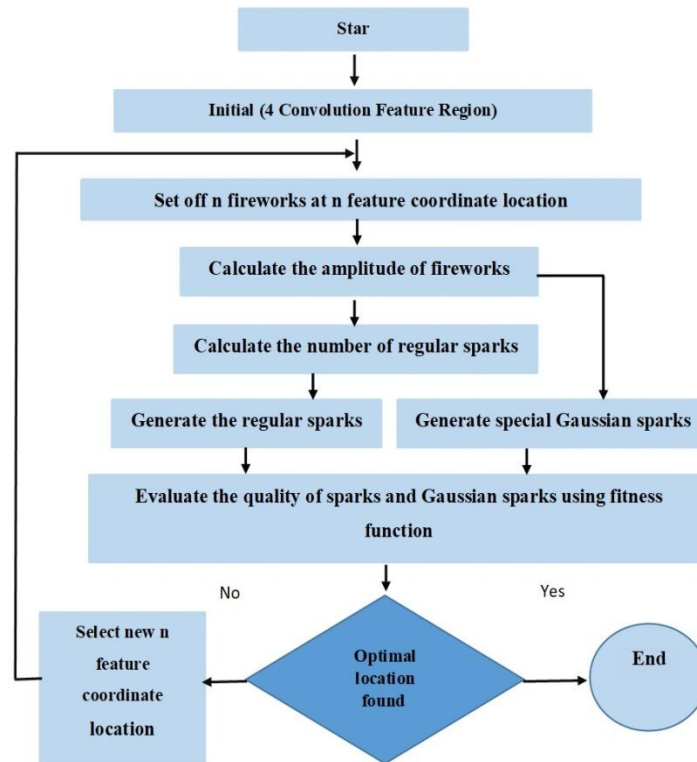 Star
Initial (4 Convolution Feature Region)
Set off n fireworks at n feature coordinate location
Calculate the amplitude of fireworks
Calculate the number of regular sparks
Generate the regular sparks
Generate special Gaussian sparks
Evaluate the quality of sparks and Gaussian sparks using fitness
function
No
Yes
Select new n
feature
coordinate
location
Optimal
location
found
End